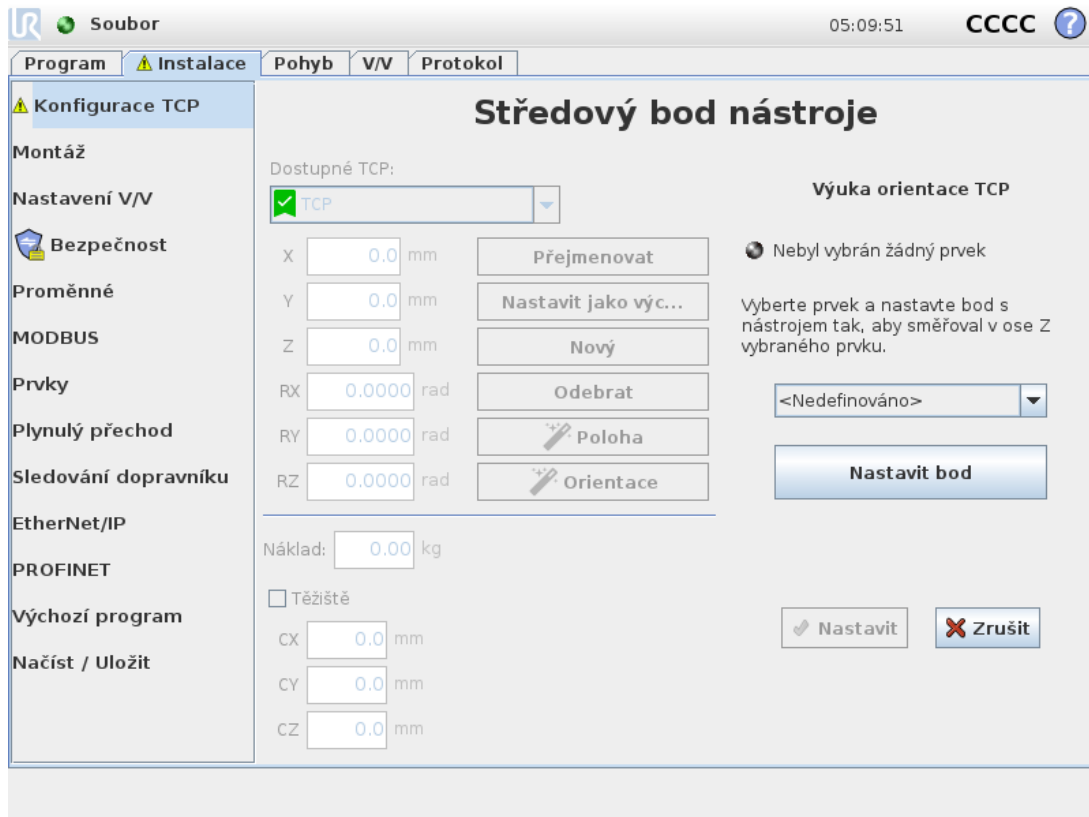 UR Soubor 05:09:51 CCCC ?
Program Instalace Pohyb V/V Protokol
Konfigurace TCP
Montáž
Nastavení V/V
Bezpečnost
Proměnné
MODBUS
Prvky
Plynulý přechod
Sledování dopravníku
EtherNet/IP
PROFINET
Výchozí program
Načíst / Uložit
Středový bod nástroje
Dostupné TCP:
TCP
X 0.0 mm Přejmenovat
Y 0.0 mm Nastavit jako výc...
Z 0.0 mm Nový
RX 0.0000 rad Odebrat
RY 0.0000 rad Poloha
RZ 0.0000 rad Orientace
Náklad: 0.00 kg
Těžiště
CX 0.0 mm
CY 0.0 mm
CZ 0.0 mm
Výuka orientace TCP
Nebyl vybrán žádný prvek
Vyberte prvek a nastavte bod s
nástrojem tak, aby směřoval v ose Z
vybraného prvku.
<Nedefinováno>
Nastavit bod
Nastavit Zrušit